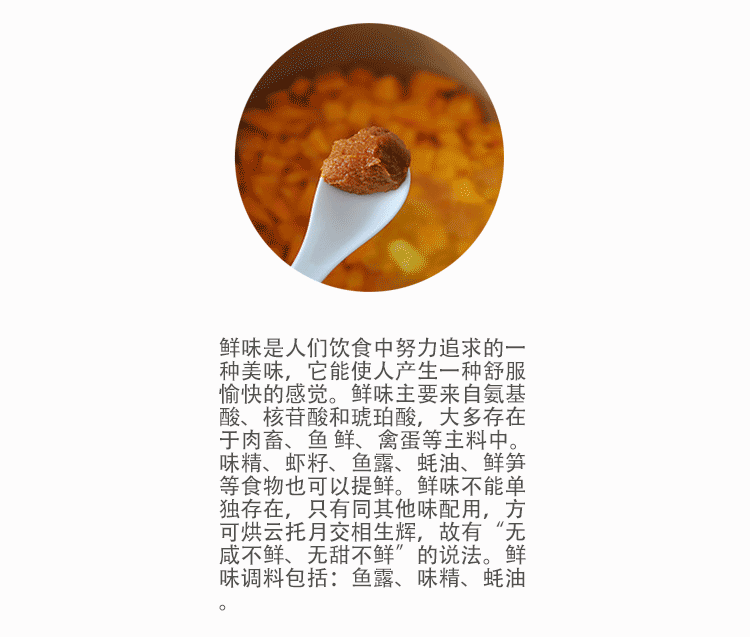 鲜味是人们饮食中努力追求的一
种美味，它能使人产生一种舒服
愉快的感觉。鲜味主要来自氨基
酸、核苷酸和琥珀酸，大多存在
于肉畜、鱼 鲜、禽蛋等主料中。
味精、虾籽、鱼露、蚝油、鲜笋
等食物也可以提鲜。鲜味不能单
独存在，只有同其他味配用，方
可烘云托月交相生辉，故有“无
咸不鲜、无甜不鲜”的说法。鲜
味调料包括：鱼露、味精、蚝油
。